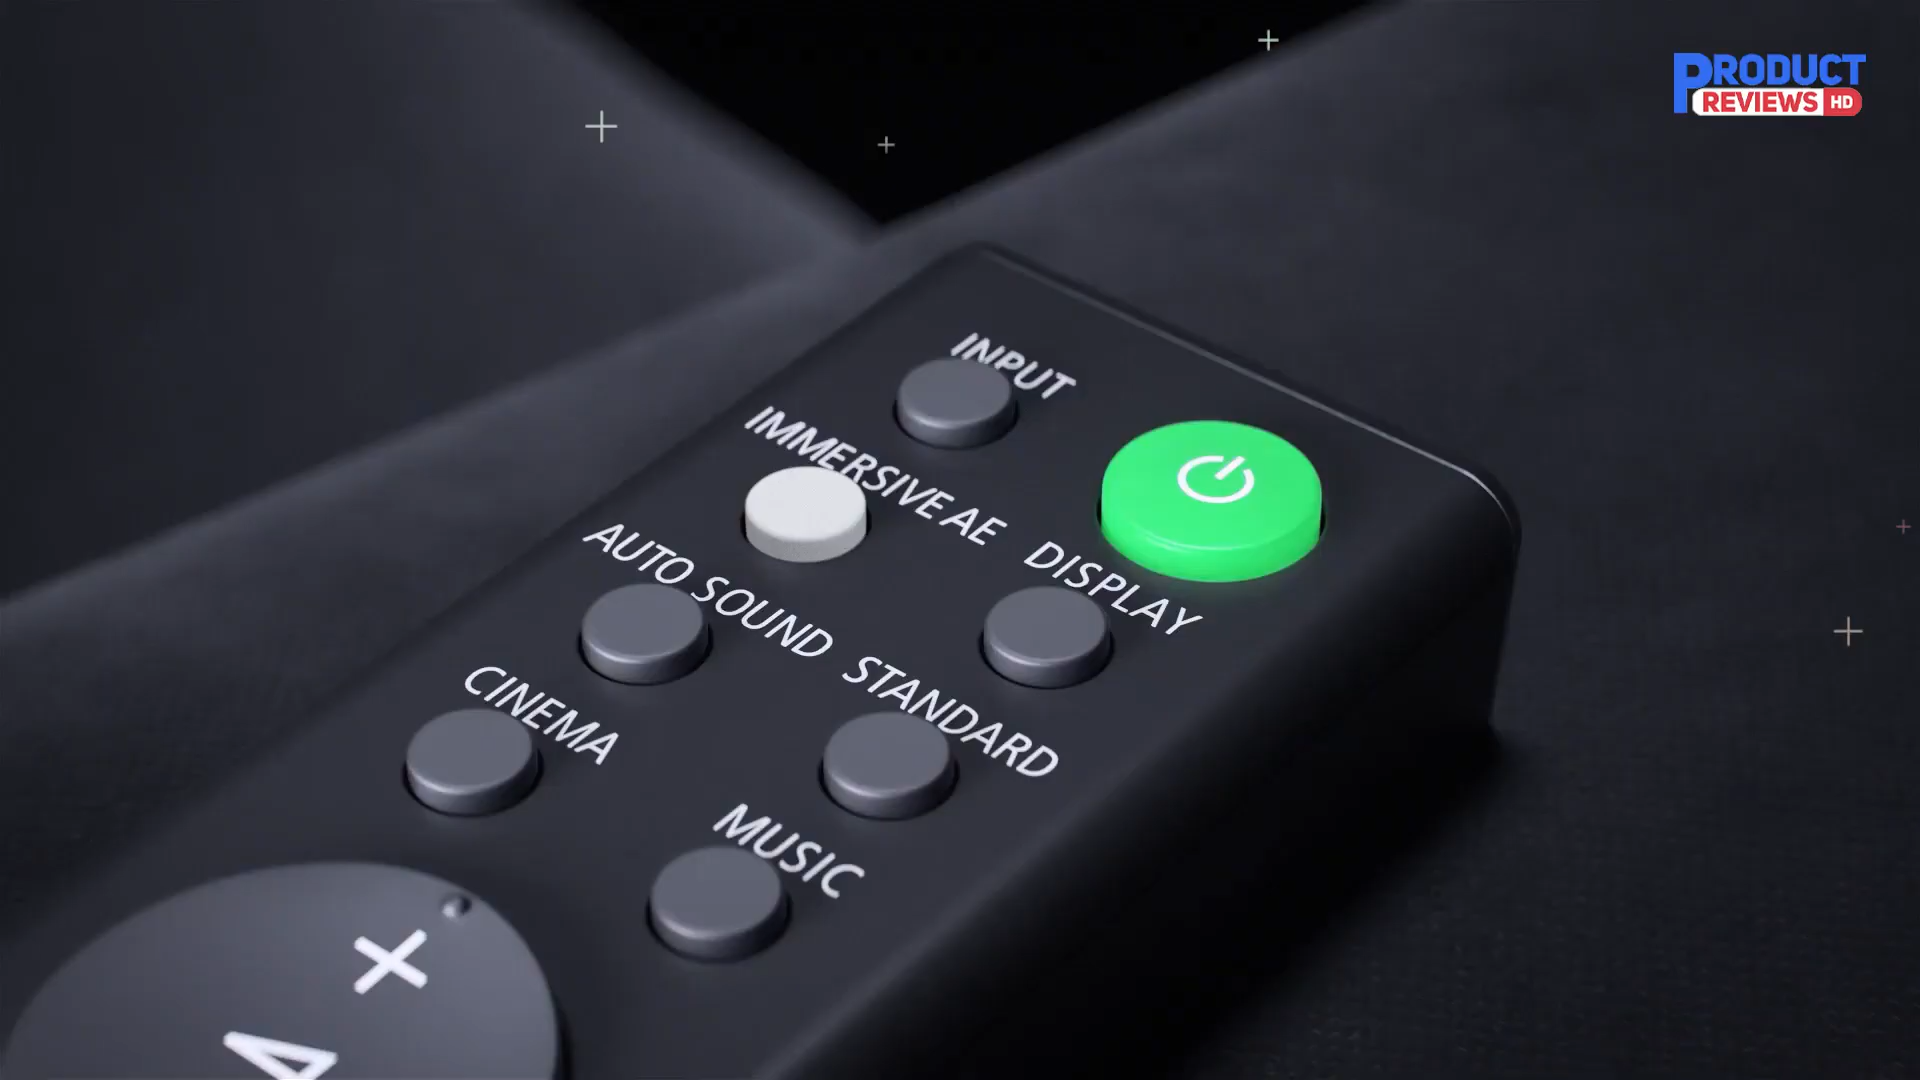 PRODUCT
REVIEWS HD
INPUT
IMMERSIVE AE
AUTO SOUND
DISPLAY
CINEMA
STANDARD
MUSIC
+